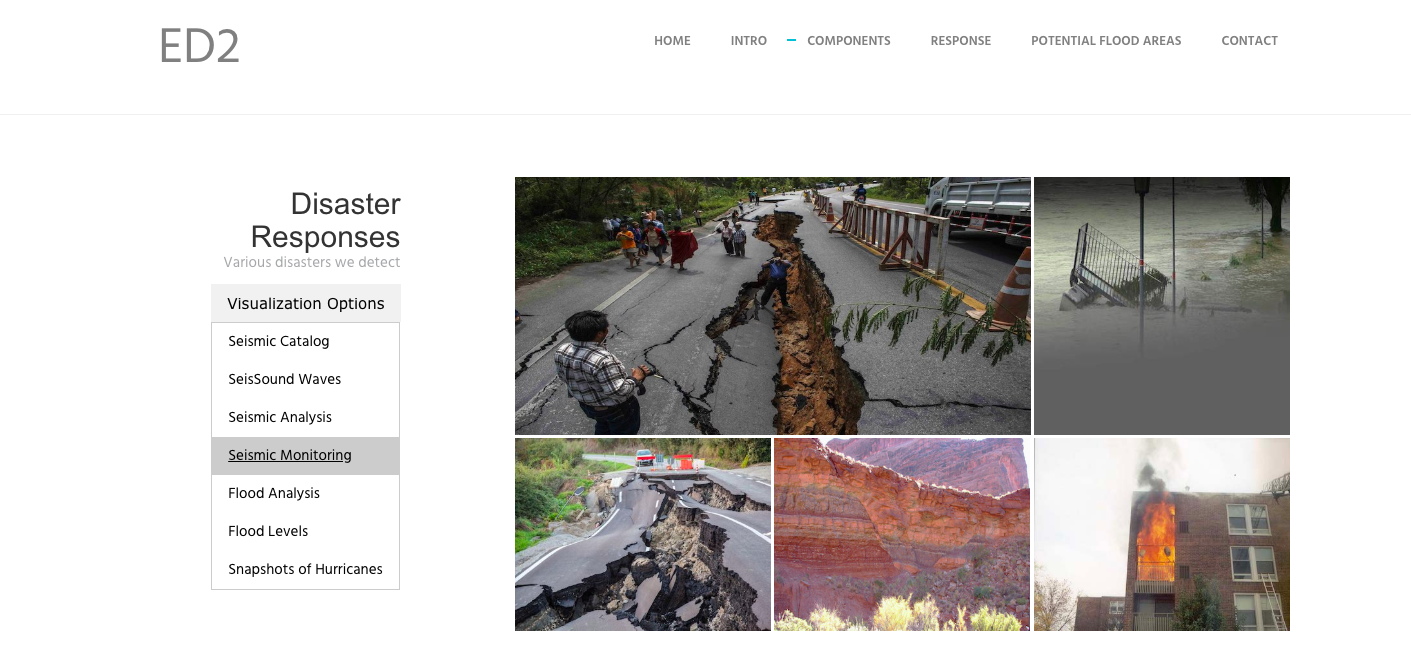 ED2
HOME INTRO COMPONENTS RESPONSE POTENTIAL FLOOD AREAS CONTACT
Disaster
Responses
Various disasters we detect
Visualization Options
Seismic Catalog
SeisSound Waves
Seismic Analysis
Seismic Monitoring
Flood Analysis
Flood Levels
Snapshots of Hurricanes